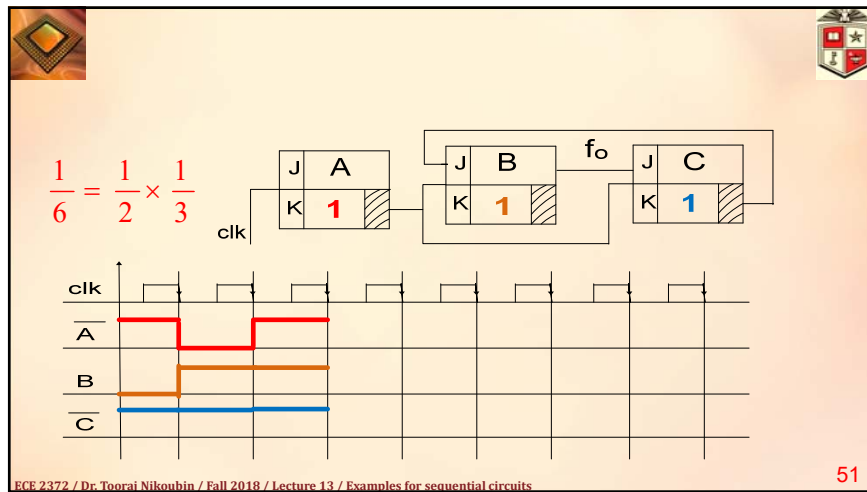 1/6 = 1/2 × 1/3
J A
K 1
clk
J B
K 1
fo
J C
K 1
clk
A̅
B
C̅
ECE 2372 / Dr. Tooraj Nikoubin / Fall 2018 / Lecture 13 / Examples for sequential circuits
51